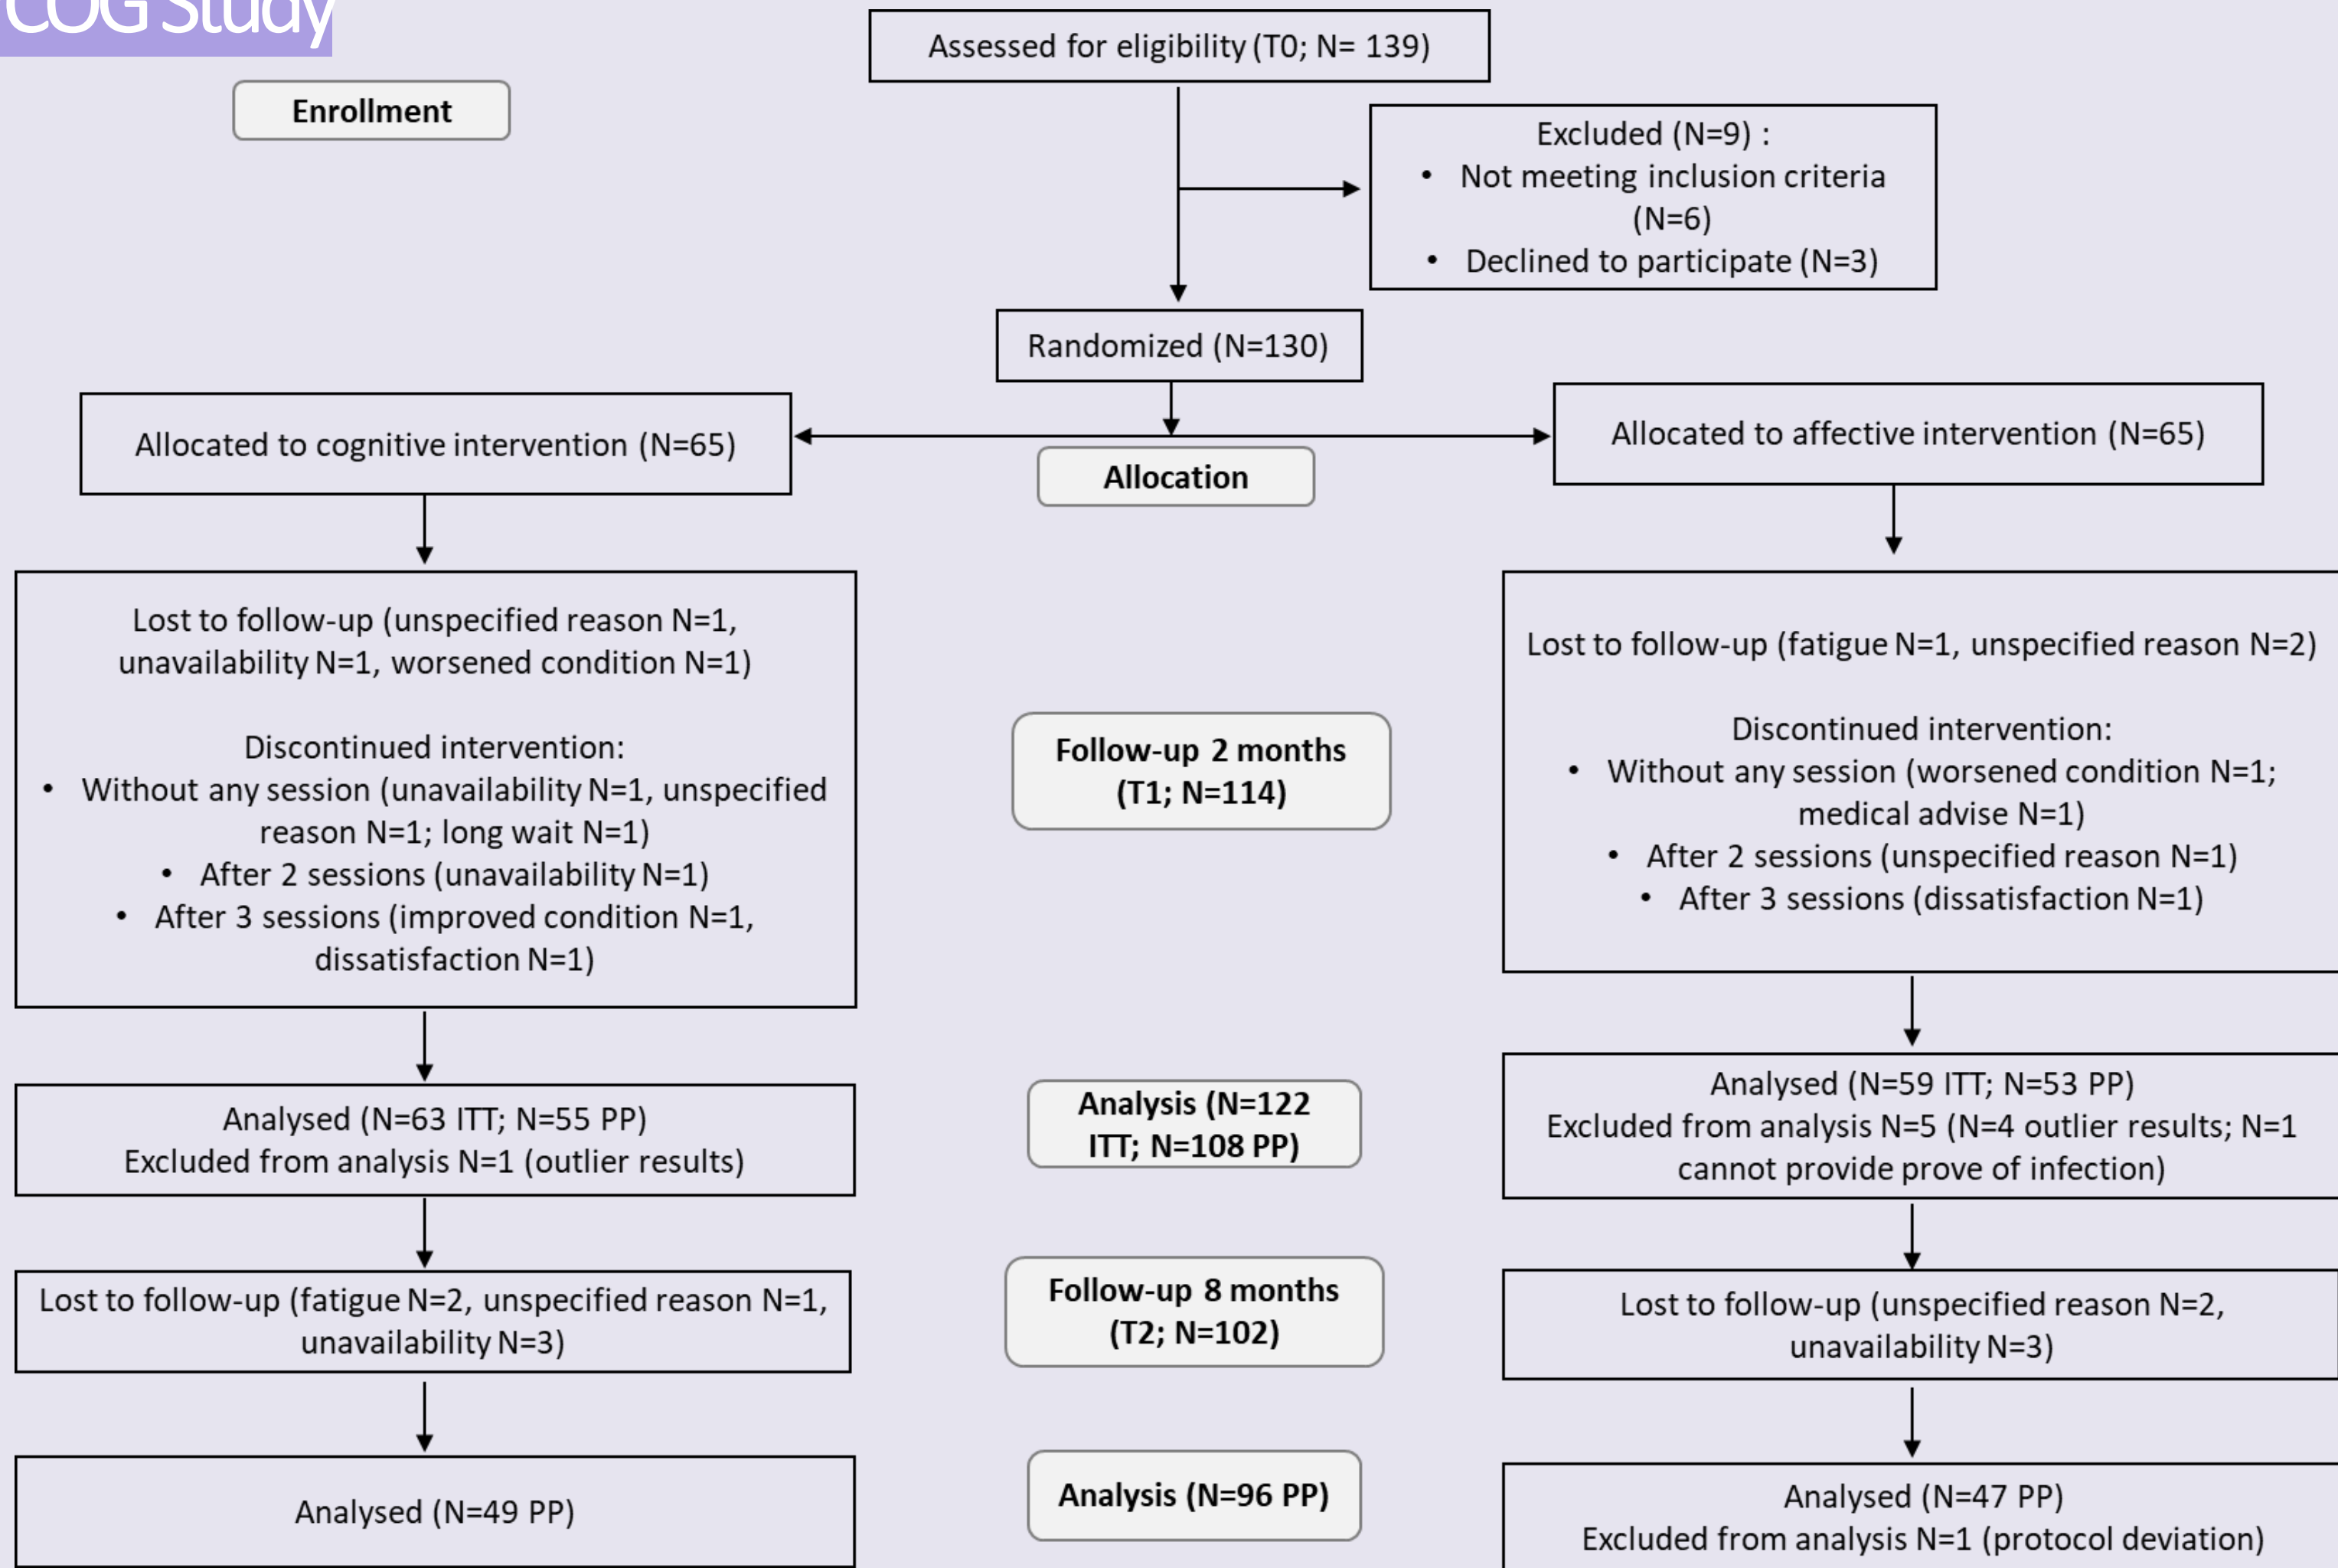 COG Study
Assessed for eligibility (T0; N= 139)
Enrollment
Excluded (N=9) :
• Not meeting inclusion criteria
(N=6)
• Declined to participate (N=3)
Randomized (N=130)
Allocated to cognitive intervention (N=65)
Allocated to affective intervention (N=65)
Allocation
Lost to follow-up (unspecified reason N=1,
unavailability N=1, worsened condition N=1)
Discontinued intervention:
• Without any session (unavailability N=1, unspecified
reason N=1; long wait N=1)
• After 2 sessions (unavailability N=1)
• After 3 sessions (improved condition N=1,
dissatisfaction N=1)
Follow-up 2 months
(T1; N=114)
Lost to follow-up (fatigue N=1, unspecified reason N=2)
Discontinued intervention:
• Without any session (worsened condition N=1;
medical advise N=1)
• After 2 sessions (unspecified reason N=1)
• After 3 sessions (dissatisfaction N=1)
Analysed (N=63 ITT; N=55 PP)
Excluded from analysis N=1 (outlier results)
Analysis (N=122
ITT; N=108 PP)
Analysed (N=59 ITT; N=53 PP)
Excluded from analysis N=5 (N=4 outlier results; N=1
cannot provide prove of infection)
Lost to follow-up (fatigue N=2, unspecified reason N=1,
unavailability N=3)
Follow-up 8 months
(T2; N=102)
Lost to follow-up (unspecified reason N=2,
unavailability N=3)
Analysed (N=49 PP)
Analysis (N=96 PP)
Analysed (N=47 PP)
Excluded from analysis N=1 (protocol deviation)